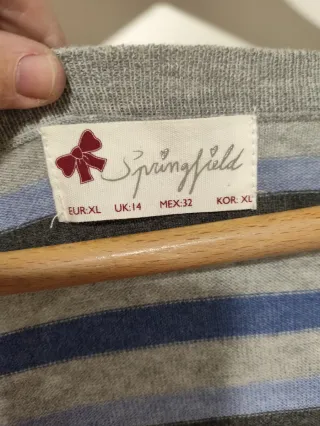 Springfield
EUR:XL UK:14 MEX:32 KOR: XL